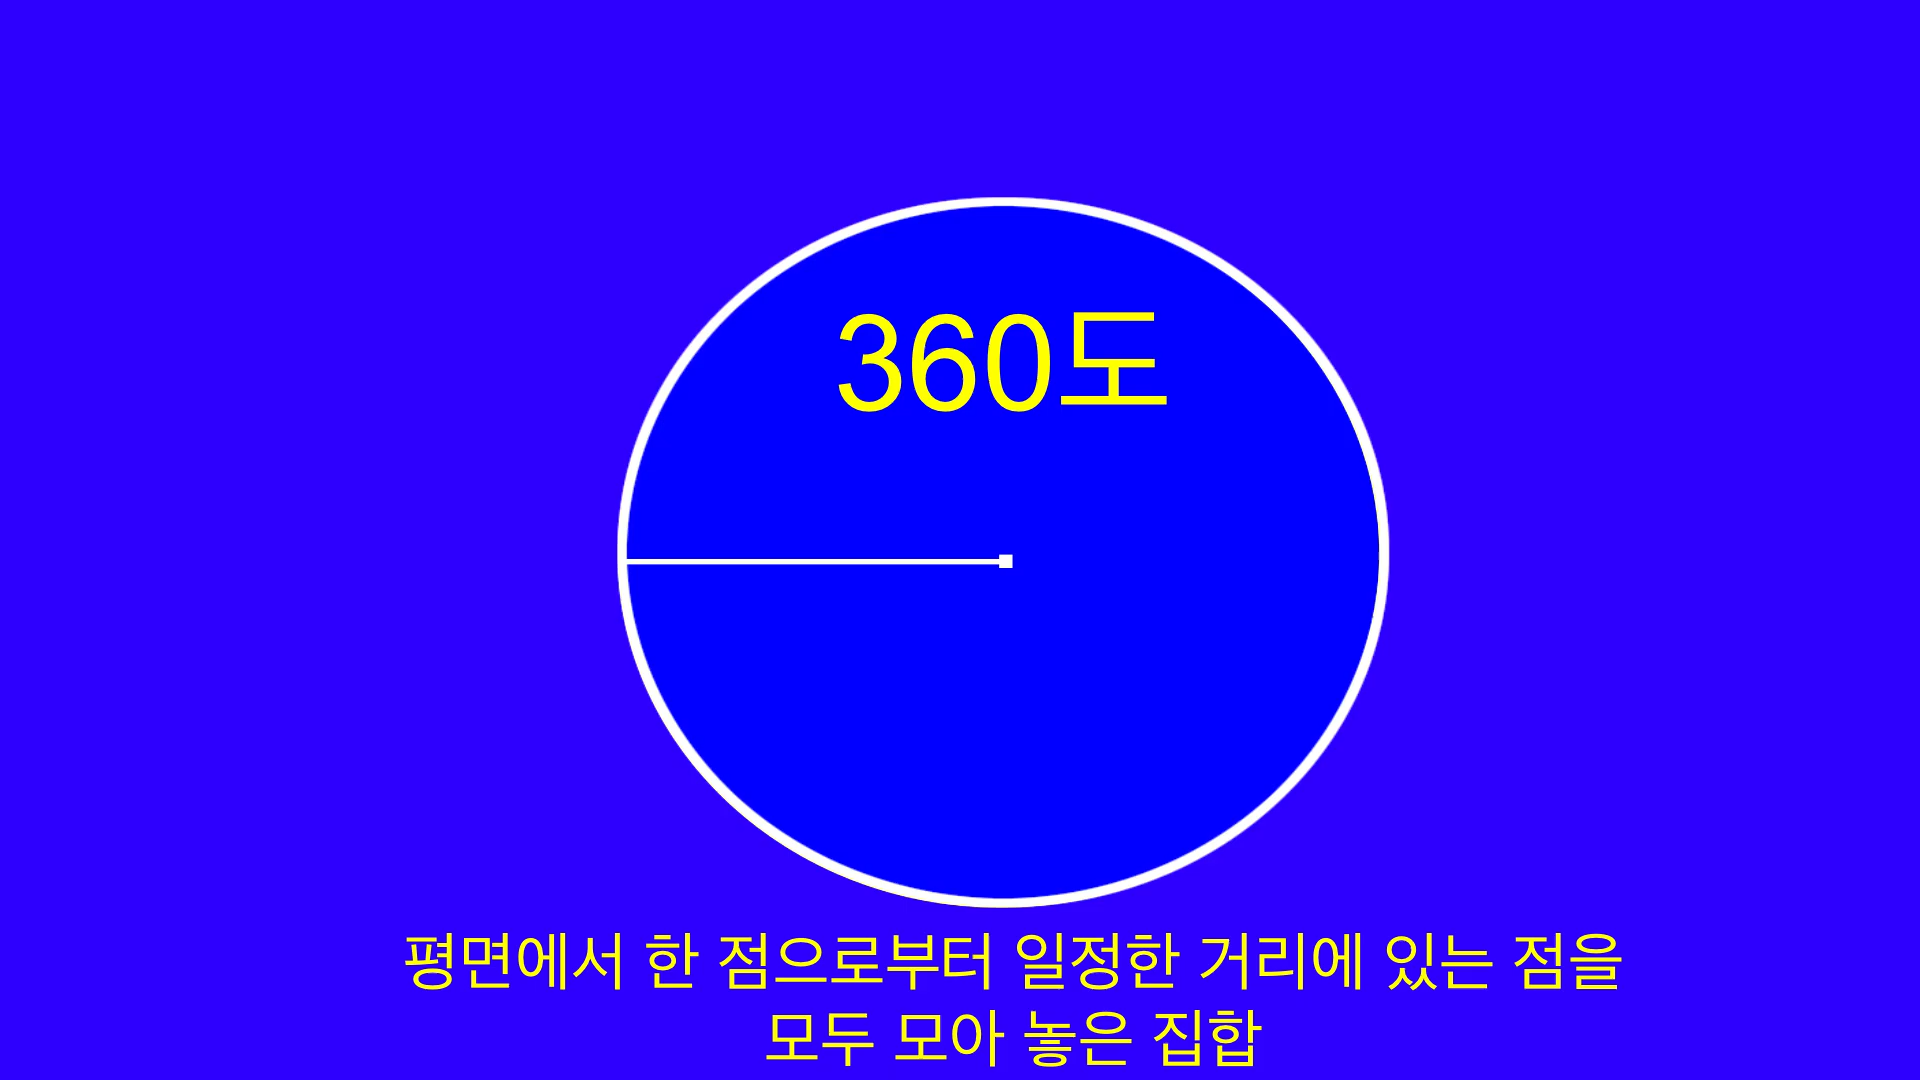 360도
평면에서 한 점으로부터 일정한 거리에 있는 점을
모두 모아 놓은 집합